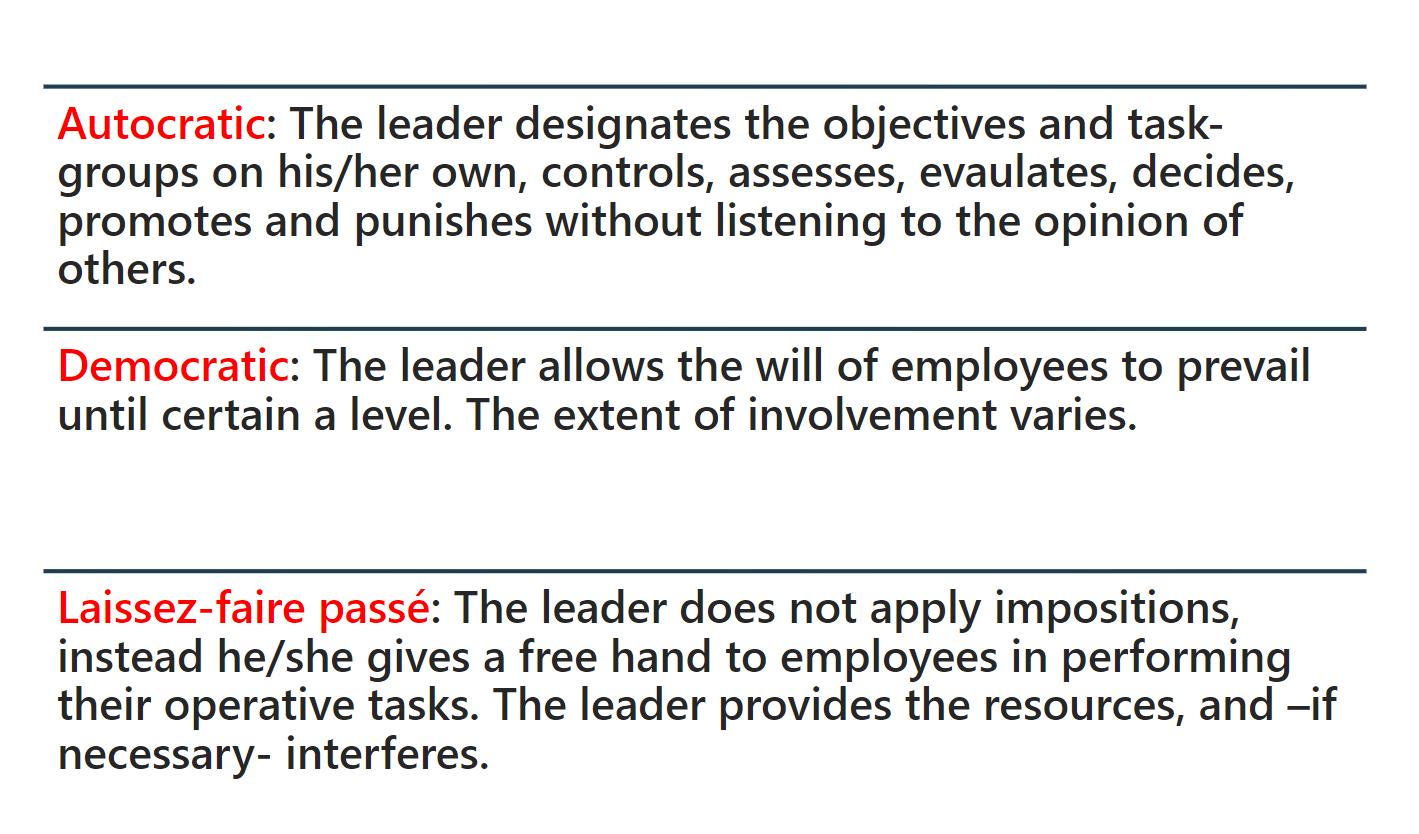 Autocratic: The leader designates the objectives and task-
groups on his/her own, controls, assesses, evaulates, decides,
promotes and punishes without listening to the opinion of
others.
Democratic: The leader allows the will of employees to prevail
until certain a level. The extent of involvement varies.
Laissez-faire passé: The leader does not apply impositions,
instead he/she gives a free hand to employees in performing
their operative tasks. The leader provides the resources, and –if
necessary- interferes.